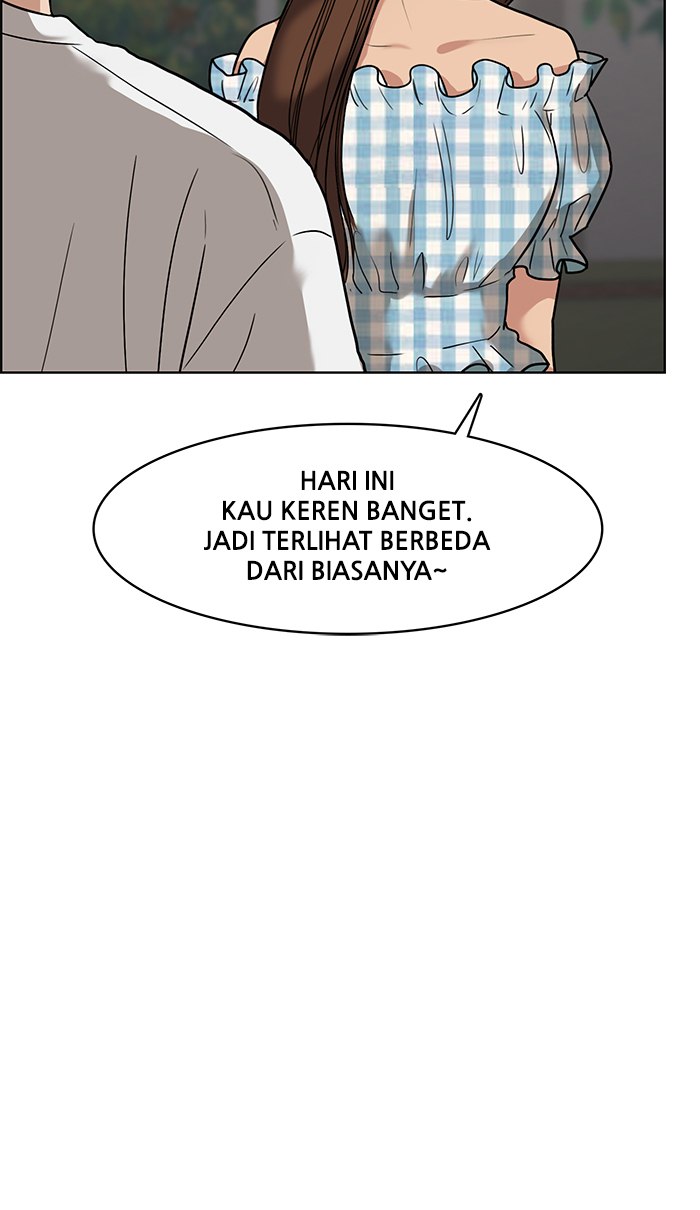 HARI INI
KAU KEREN BANGET.
JADI TERLIHAT BERBEDA
DARI BIASANYA~